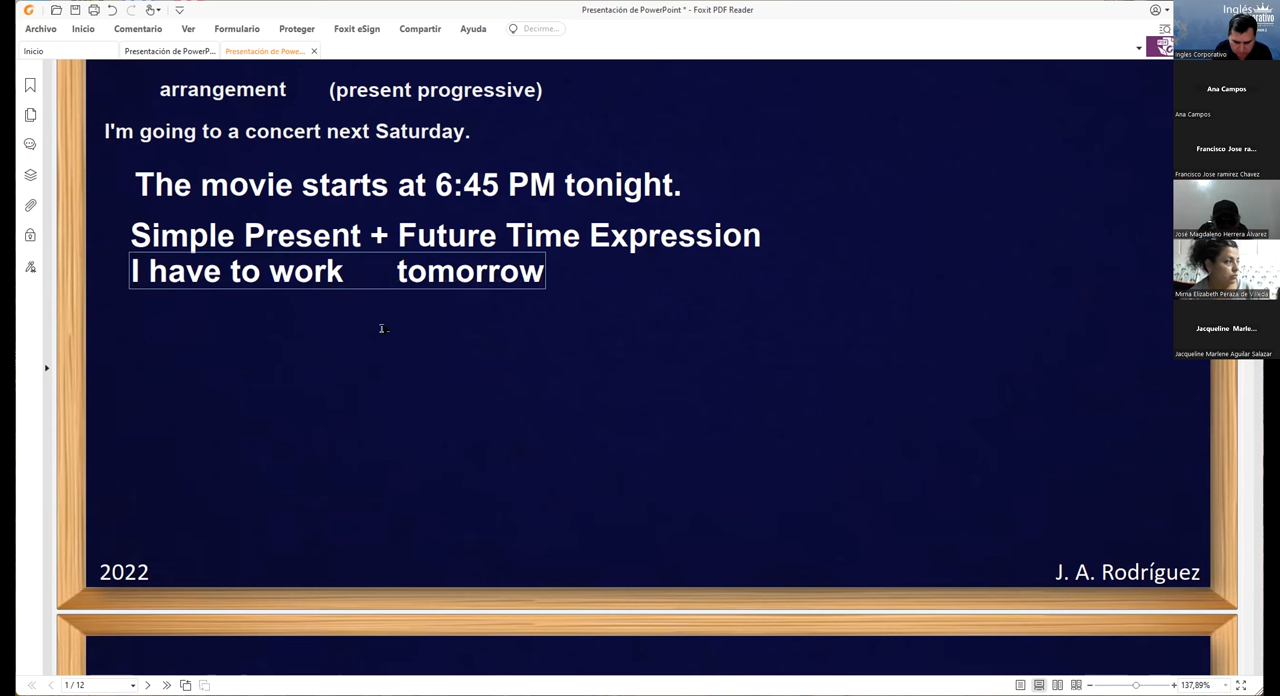 Presentación de PowerPoint * - Foxit PDF Reader
Archivo Inicio Comentario Ver Formulario Proteger Foxit eSign Compartir Ayuda Decirme...
Inicio Presentación de PowerP... Presentación de Powe...
Inglés
Inglés Corporativo
Ana Campos
Ana Campos
Francisco Jose ra...
Francisco Jose ramirez Chavez
José Magdaleno Herrera Álvarez
Mirna Elizabeth Peraza de Villeda
Jacqueline Marle...
Jacqueline Marlene Aguilar Salazar
arrangement (present progressive)
I'm going to a concert next Saturday.
The movie starts at 6:45 PM tonight.
Simple Present + Future Time Expression
I have to work tomorrow
2022
J. A. Rodríguez
1 / 12
137,89%